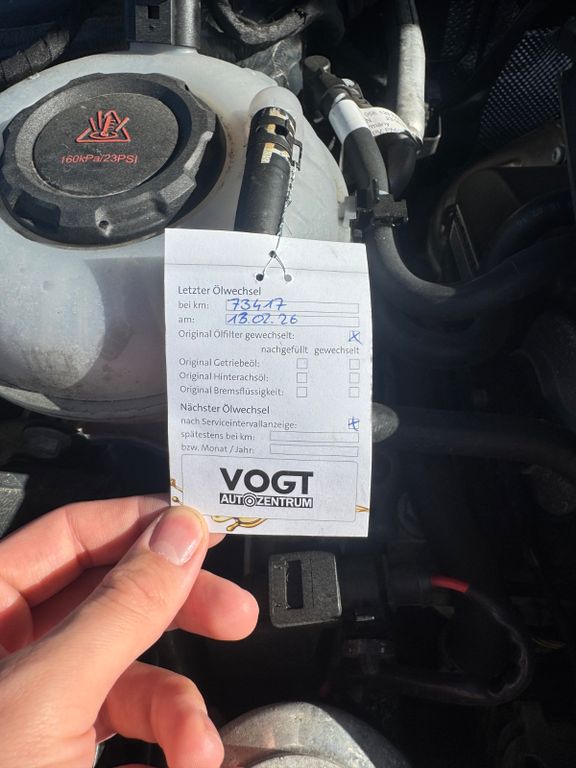 160kPa/23PSI
Letzter Ölwechsel
bei km: 73417
am: 13.02.26
Original Ölfilter gewechselt:
nachgefüllt gewechselt
Original Getriebeöl:
Original Hinterachsöl:
Original Bremsflüssigkeit:
Nächster Ölwechsel
nach Serviceintervallanzeige:
spätestens bei km:
bzw. Monat / Jahr:
VOGT
AUTOZENTRUM